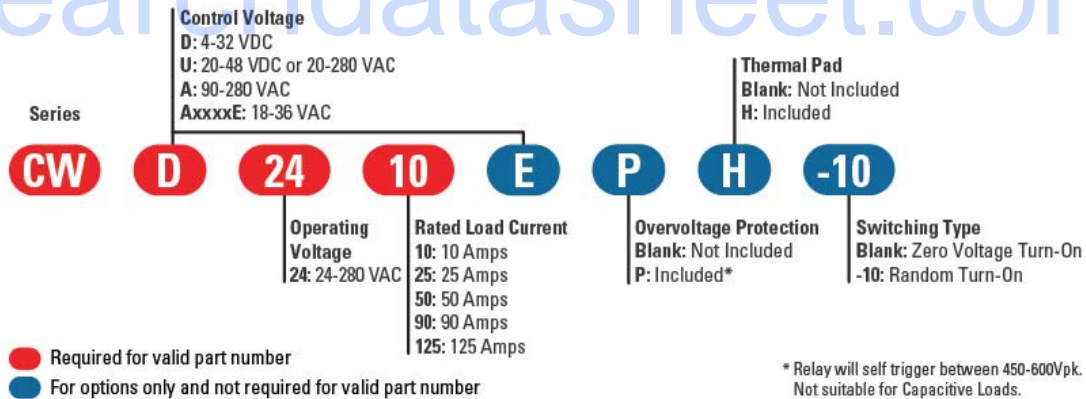 searchdatasheet.com
Control Voltage
D: 4-32 VDC
U: 20-48 VDC or 20-280 VAC
A: 90-280 VAC
AxxxxE: 18-36 VAC
Thermal Pad
Blank: Not Included
H: Included
Series
CW D 24 10 E P H -10
Operating
Voltage
24: 24-280 VAC
Rated Load Current
10: 10 Amps
25: 25 Amps
50: 50 Amps
90: 90 Amps
125: 125 Amps
Overvoltage Protection
Blank: Not Included
P: Included*
Switching Type
Blank: Zero Voltage Turn-On
-10: Random Turn-On
Required for valid part number
For options only and not required for valid part number
* Relay will self trigger between 450-600Vpk.
Not suitable for Capacitive Loads.